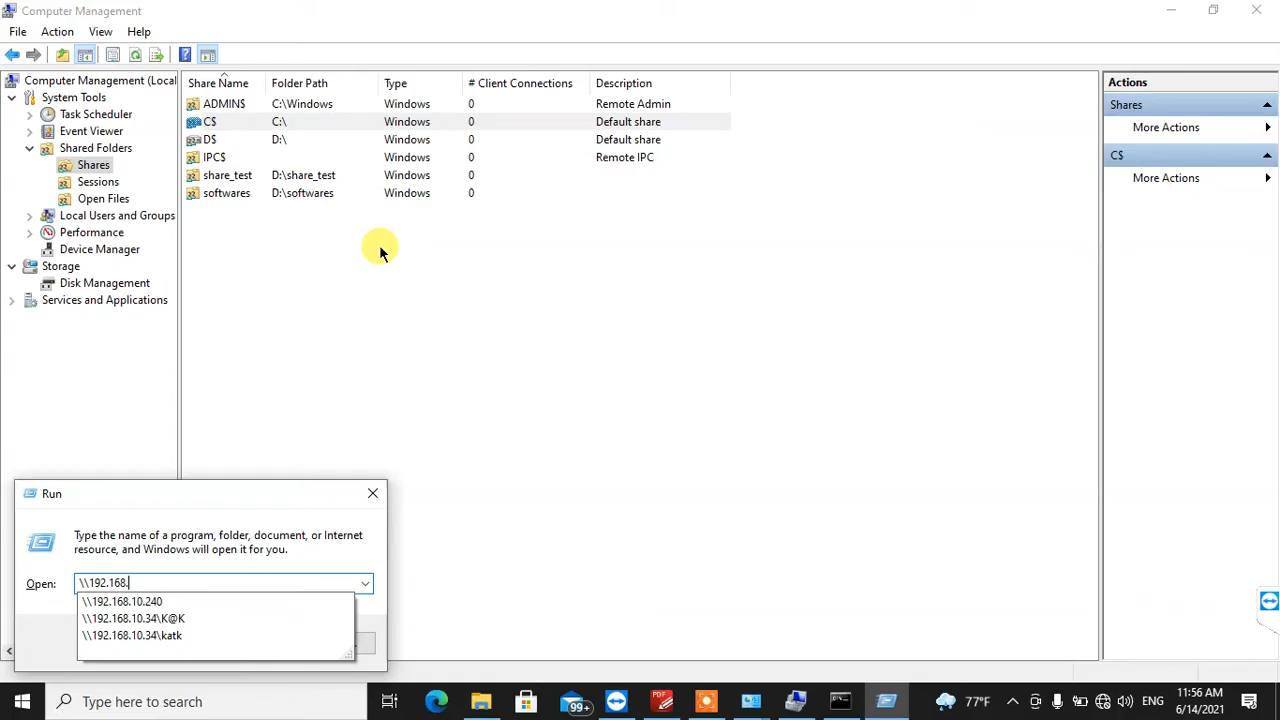 Computer Management
File Action View Help
Computer Management (Local
System Tools
Task Scheduler
Event Viewer
Shared Folders
Shares
Sessions
Open Files
Local Users and Groups
Performance
Device Manager
Storage
Disk Management
Services and Applications
Share Name Folder Path Type # Client Connections Description
ADMIN$ C:\Windows Windows 0 Remote Admin
C$ C:\ Windows 0 Default share
D$ D:\ Windows 0 Default share
IPC$ Windows 0 Remote IPC
share_test D:\share_test Windows 0
softwares D:\softwares Windows 0
Actions
Shares
More Actions
C$
More Actions
Run
Type the name of a program, folder, document, or Internet
resource, and Windows will open it for you.
Open: \\192.168.
\\192.168.10.240
\\192.168.10.34\K@K
\\192.168.10.34\katk
Type here to search
99+
PDF
77°F
ENG
11:56 AM
6/14/2021